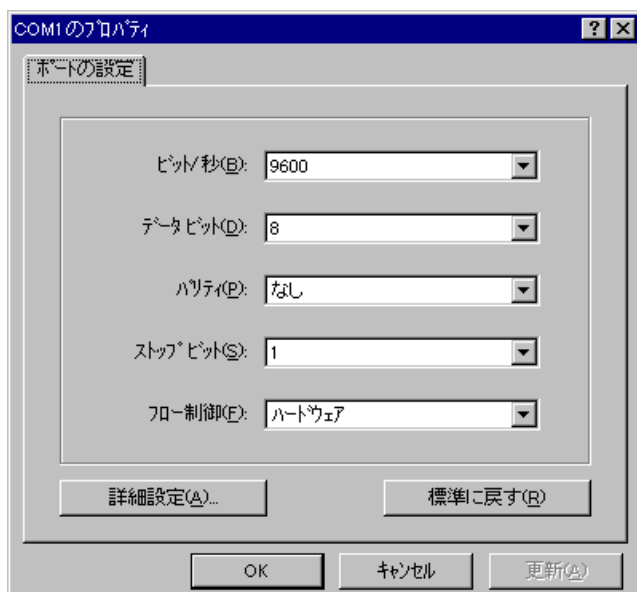 COM1のﾌﾟﾛﾊﾟﾃｨ
ﾎﾟｰﾄの設定
ﾋﾞｯﾄ/秒(B): 9600
ﾃﾞｰﾀ ﾋﾞｯﾄ(D): 8
ﾊﾟﾘﾃｨ(P): なし
ｽﾄｯﾌﾟ ﾋﾞｯﾄ(S): 1
ﾌﾛｰ制御(F): ﾊｰﾄﾞｳｪｱ
詳細設定(A)... 標準に戻す(R)
OK ｷｬﾝｾﾙ 更新(A)